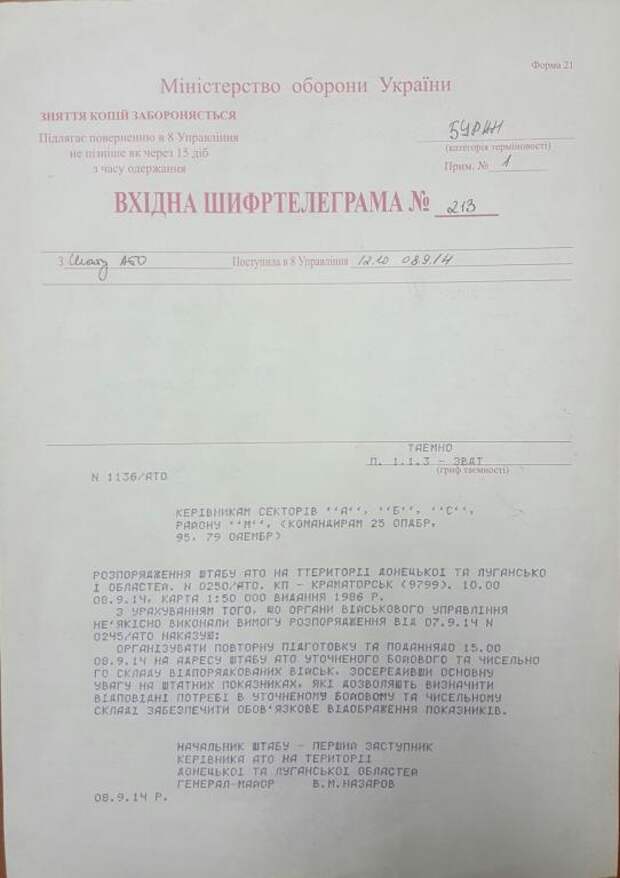 Форма 21
Міністерство оборони України
ЗНЯТТЯ КОПІЙ ЗАБОРОНЯЄТЬСЯ
Підлягає поверненню в 8 Управління
не пізніше як через 15 діб
з часу одержання
БУРАН
(категорія терміновості)
Прим. № 1
ВХІДНА ШИФРТЕЛЕГРАМА № 213
З Штабу АТО Поступила в 8 Управління 12.10 08.9.14
ТАЄМНО
П. 1.1.3 - ЗВДТ
(гриф таємності)
N 1136/АТО
КЕРІВНИКАМ СЕКТОРІВ ''А'', ''Б'', ''С'',
РАЙОНУ ''М'', (КОМАНДИРАМ 25 ОПДБР,
95, 79 ОАЕМБР)
РОЗПОРЯДЖЕННЯ ШТАБУ АТО НА ТТЕРИТОРІЇ ДОНЕЦЬКОЇ ТА ЛУГАНСЬКО
Ї ОБЛАСТЕЙ. N 0250/АТО. КП - КРАМАТОРСЬК (9799). 10.00
08.9.14, КАРТА 1:50 000 ВИДАННЯ 1986 Р.
З УРАХУВАННЯМ ТОГО, ЩО ОРГАНИ ВІЙСЬКОВОГО УПРАВЛІННЯ
НЕ'ЯКІСНО ВИКОНАЛИ ВИМОГУ РОЗПОРЯДЖЕННЯ ВІД 07.9.14 N
0245/АТО НАКАЗУЮ:
ОРГАНІЗУВАТИ ПОВТОРНУ ПІДГОТОВКУ ТА ПОДАННЯДО 15.00
08.9.14 НА АДРЕСУ ШТАБУ АТО УТОЧНЕНОГО БОЙОВОГО ТА ЧИСЕЛЬНО
ГО СКЛАДУ ВІДПОРЯДКОВАНИХ ВІЙСЬК, ЗОСЕРЕДИВШИ ОСНОВНУ
УВАГУ НА ШТАТНИХ ПОКАЗНИКАХ, ЯКІ ДОЗВОЛЯЮТЬ ВИЗНАЧИТИ
ВІДПОВІДНІ ПОТРЕБІ В УТОЧНЕНОМУ БОЙОВОМУ ТА ЧИСЕЛЬНОМУ
СКЛАДІ ЗАБЕЗПЕЧИТИ ОБОВ'ЯЗКОВЕ ВІДОБРАЖЕННЯ ПОКАЗНИКІВ.
НАЧАЛЬНИК ШТАБУ - ПЕРШИЙ ЗАСТУПНИК
КЕРІВНИКА АТО НА ТЕРИТОРІЇ
ДОНЕЦЬКОЇ ТА ЛУГАНСЬКОЇ ОБЛАСТЕЙ
ГЕНЕРАЛ-МАЙОР В.М.НАЗАРОВ
08.9.14 Р.